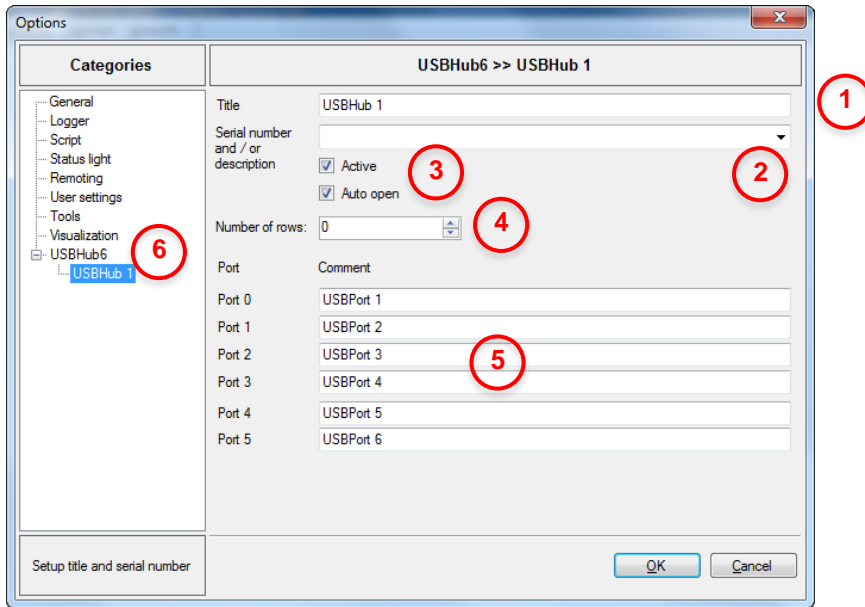 Options
Categories
USBHub6 >> USBHub 1
General
Logger
Script
Status light
Remoting
User settings
Tools
Visualization
USBHub6
USBHub 1
6
Title
USBHub 1
1
Serial number
and / or
description
2
Active
Auto open
3
Number of rows:
0
4
Port
Comment
Port 0
USBPort 1
Port 1
USBPort 2
Port 2
USBPort 3
Port 3
USBPort 4
Port 4
USBPort 5
Port 5
USBPort 6
5
Setup title and serial number
OK
Cancel